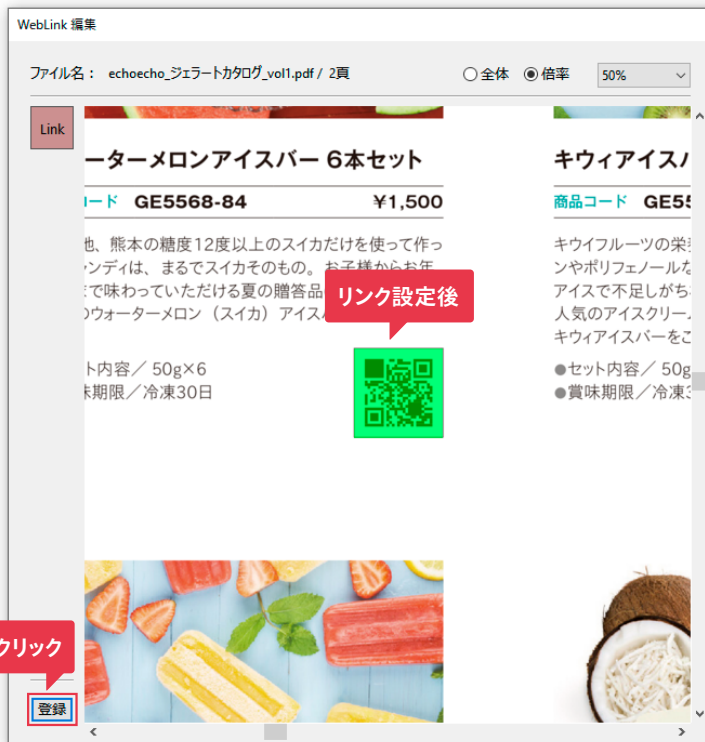 WebLink 編集
ファイル名： echoecho_ジェラートカタログ_vol1.pdf / 2頁
全体 倍率 50%
Link
ーターメロンアイスバー 6本セット
コード GE5568-84 ¥1,500
地、熊本の糖度12度以上のスイカだけを使って作っ
ンディは、まるでスイカそのもの。お子様からお年
で味わっていただける夏の贈答品
ウォーターメロン（スイカ）アイス
リンク設定後
ト内容／ 50g×6
味期限／冷凍30日
キウィアイス
商品コード GE55
キウイフルーツの栄
ンやポリフェノールな
アイスで不足しがち
人気のアイスクリー
キウィアイスバーをご
●セット内容／ 50g
●賞味期限／冷凍3
クリック
登録